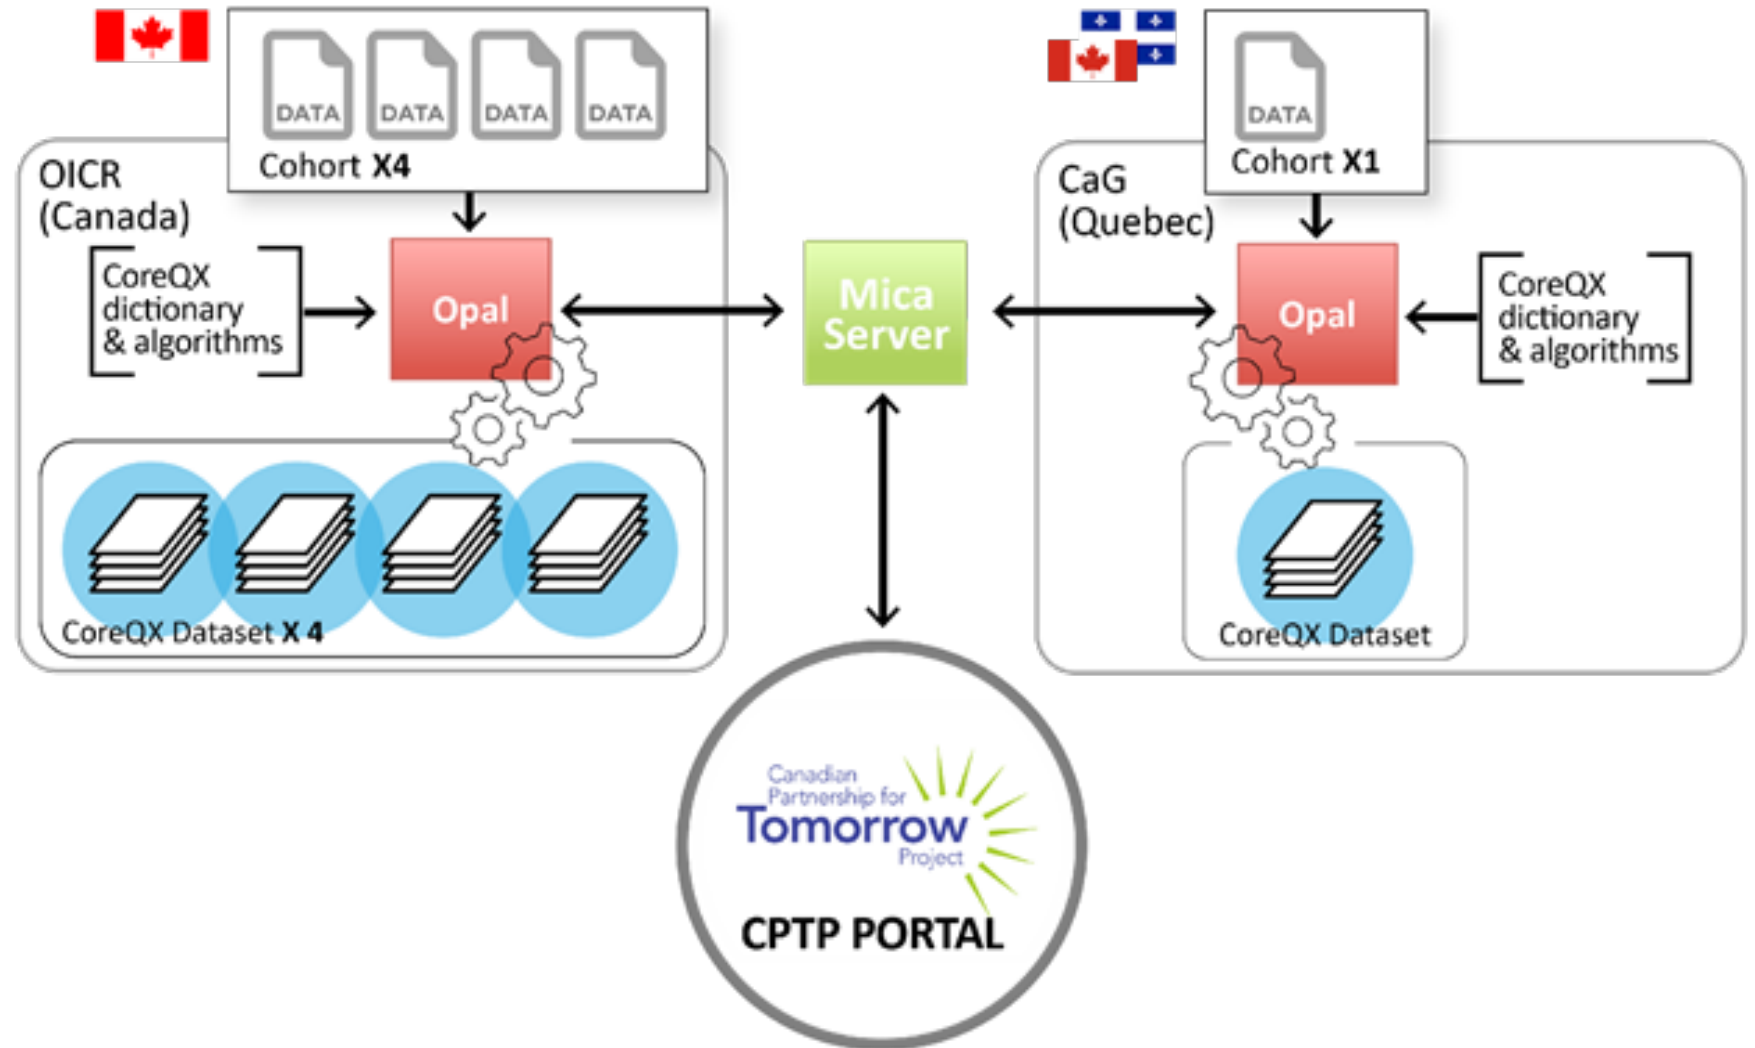 DATA DATA DATA DATA
Cohort X4
OICR
(Canada)
CoreQX
dictionary
& algorithms
Opal
CoreQX Dataset X 4
Mica
Server
DATA
Cohort X1
CaG
(Quebec)
Opal
CoreQX
dictionary
& algorithms
CoreQX Dataset
Canadian
Partnership for
Tomorrow
Project
CPTP PORTAL